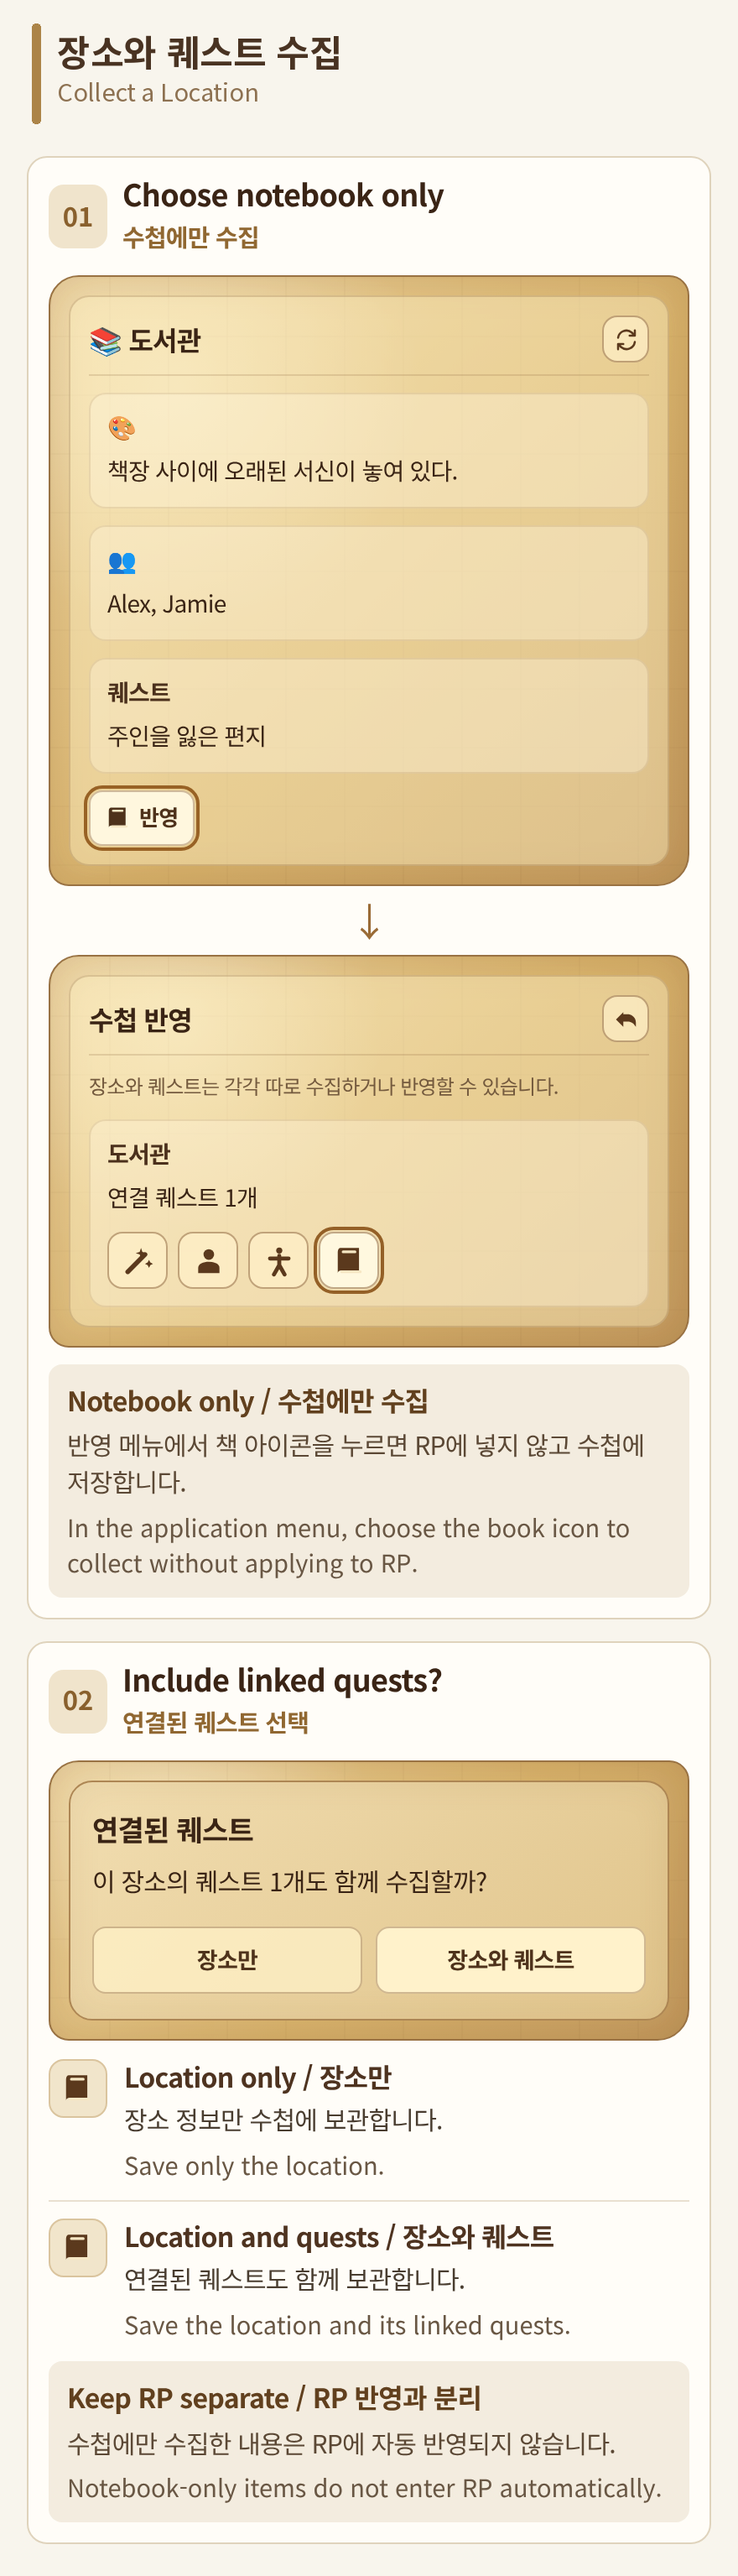 장소와 퀘스트 수집
Collect a Location
01
Choose notebook only
수첩에만 수집
도서관
책장 사이에 오래된 서신이 놓여 있다.
Alex, Jamie
퀘스트
주인을 잃은 편지
반영
수첩 반영
장소와 퀘스트는 각각 따로 수집하거나 반영할 수 있습니다.
도서관
연결 퀘스트 1개
Notebook only / 수첩에만 수집
반영 메뉴에서 책 아이콘을 누르면 RP에 넣지 않고 수첩에
저장합니다.
In the application menu, choose the book icon to
collect without applying to RP.
02
Include linked quests?
연결된 퀘스트 선택
연결된 퀘스트
이 장소의 퀘스트 1개도 함께 수집할까?
장소만
장소와 퀘스트
Location only / 장소만
장소 정보만 수첩에 보관합니다.
Save only the location.
Location and quests / 장소와 퀘스트
연결된 퀘스트도 함께 보관합니다.
Save the location and its linked quests.
Keep RP separate / RP 반영과 분리
수첩에만 수집한 내용은 RP에 자동 반영되지 않습니다.
Notebook-only items do not enter RP automatically.